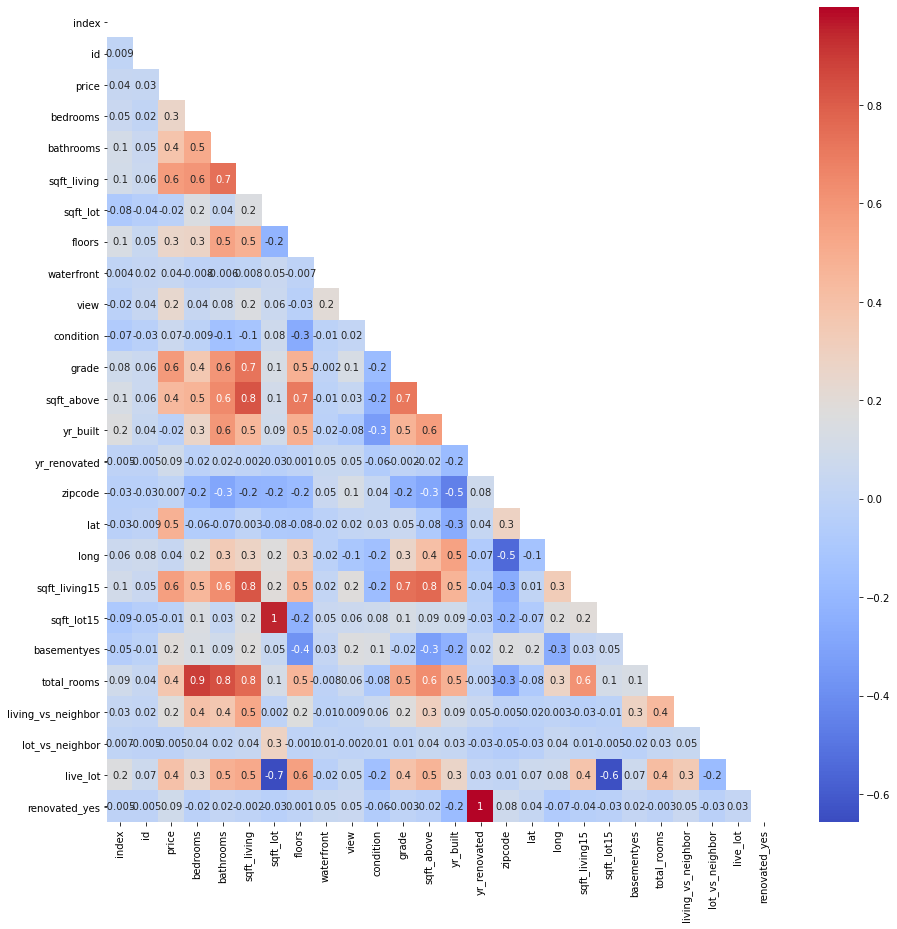 index
id -0.009
price 0.04 0.03
bedrooms 0.05 0.02 0.3
bathrooms 0.1 0.05 0.4 0.5
sqft_living 0.1 0.06 0.6 0.6 0.7
sqft_lot -0.08 -0.04 -0.02 0.2 0.04 0.2
floors 0.1 0.05 0.3 0.3 0.5 0.5 -0.2
waterfront -0.004 0.02 0.04 -0.008 -0.006 0.008 0.05 -0.007
view -0.02 0.04 0.2 0.04 0.08 0.2 0.06 -0.03 0.2
condition -0.07 -0.03 0.07 -0.009 -0.1 -0.1 0.08 -0.3 -0.01 0.02
grade 0.08 0.06 0.6 0.4 0.6 0.7 0.1 0.5 -0.002 0.1 -0.2
sqft_above 0.1 0.06 0.4 0.5 0.6 0.8 0.1 0.7 -0.01 0.03 -0.2 0.7
yr_built 0.2 0.04 -0.02 0.3 0.6 0.5 0.09 0.5 -0.02 -0.08 -0.3 0.5 0.6
yr_renovated -0.005 -0.005 0.09 -0.02 0.02 -0.002 -0.03 0.001 0.05 0.05 -0.06 -0.002 -0.02 -0.2
zipcode -0.03 -0.03 0.007 -0.2 -0.3 -0.2 -0.2 -0.2 0.05 0.1 0.04 -0.2 -0.3 -0.5 0.08
lat -0.03 -0.009 0.5 -0.06 -0.07 0.003 -0.08 -0.08 -0.02 0.02 0.03 0.05 -0.08 -0.3 0.04 0.3
long 0.06 0.08 0.04 0.2 0.3 0.3 0.2 0.3 -0.02 -0.1 -0.2 0.3 0.4 0.5 -0.07 -0.5 -0.1
sqft_living15 0.1 0.05 0.6 0.5 0.6 0.8 0.2 0.5 0.02 0.2 -0.2 0.7 0.8 0.5 -0.04 -0.3 0.01 0.3
sqft_lot15 -0.09 -0.05 -0.01 0.1 0.03 0.2 1 -0.2 0.05 0.06 0.08 0.1 0.09 0.09 -0.03 -0.2 -0.07 0.2 0.2
basementyes -0.05 -0.01 0.2 0.1 0.09 0.2 0.05 -0.4 0.03 0.2 0.1 -0.02 -0.3 -0.2 0.02 0.2 0.2 -0.3 0.03 0.05
total_rooms 0.09 0.04 0.4 0.9 0.8 0.8 0.1 0.5 -0.008 0.06 -0.08 0.5 0.6 0.5 -0.003 -0.3 -0.08 0.3 0.6 0.1 0.1
living_vs_neighbor 0.03 0.02 0.2 0.4 0.4 0.5 0.002 0.2 -0.01 0.009 0.06 0.2 0.3 0.09 0.05 -0.005 -0.02 0.003 -0.03 -0.01 0.3 0.4
lot_vs_neighbor -0.007 -0.005 -0.005 0.04 0.02 0.04 0.3 -0.001 -0.01 -0.002 0.01 0.01 0.04 0.03 -0.03 -0.05 -0.03 0.04 0.01 -0.005 -0.02 0.03 0.05
live_lot 0.2 0.07 0.4 0.3 0.5 0.5 -0.7 0.6 -0.02 0.05 -0.2 0.4 0.5 0.3 0.03 0.01 0.07 0.08 0.4 -0.6 0.07 0.4 0.3 -0.2
renovated_yes -0.005 -0.005 0.09 -0.02 0.02 -0.002 -0.03 0.001 0.05 0.05 -0.06 -0.003 -0.02 -0.2 1 0.08 0.04 -0.07 -0.04 -0.03 0.02 -0.003 0.05 -0.03 0.03
index id price bedrooms bathrooms sqft_living sqft_lot floors waterfront view condition grade sqft_above yr_built yr_renovated zipcode lat long sqft_living15 sqft_lot15 basementyes total_rooms living_vs_neighbor lot_vs_neighbor live_lot renovated_yes
0.8
0.6
0.4
0.2
0.0
−0.2
−0.4
−0.6